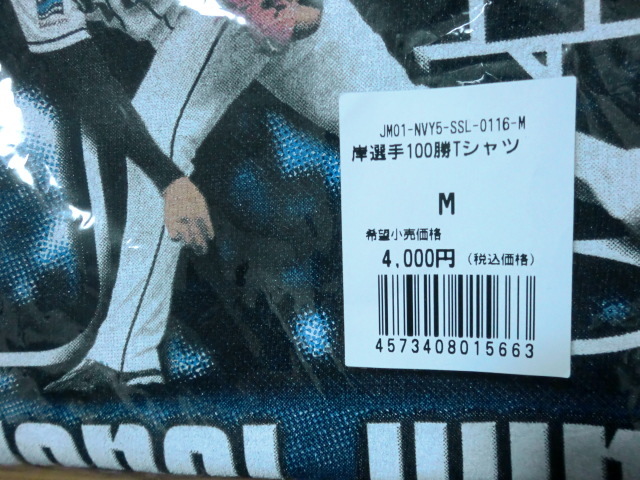 JM01-NVY5-SSL-0116-M
岸選手100勝Tシャツ
M
希望小売価格
4,000円 (税込価格)
4573408015663